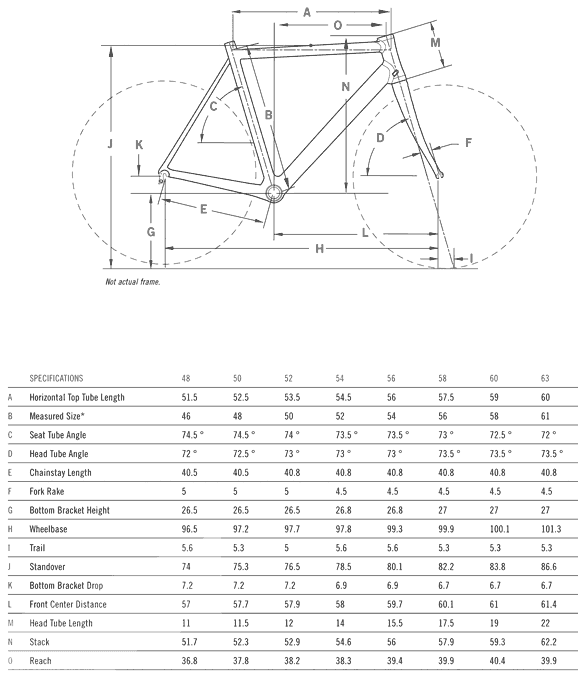 A
O
M
N
J
C
B
K
D
F
E
G
L
H
I
Not actual frame.
SPECIFICATIONS 48 50 52 54 56 58 60 63
A Horizontal Top Tube Length 51.5 52.5 53.5 54.5 56 57.5 59 60
B Measured Size* 46 48 50 52 54 56 58 61
C Seat Tube Angle 74.5 ° 74.5 ° 74 ° 73.5 ° 73.5 ° 73 ° 72.5 ° 72 °
D Head Tube Angle 72 ° 72.5 ° 73 ° 73 ° 73 ° 73.5 ° 73.5 ° 73.5 °
E Chainstay Length 40.5 40.5 40.8 40.8 40.8 40.8 40.8 40.8
F Fork Rake 5 5 5 4.5 4.5 4.5 4.5 4.5
G Bottom Bracket Height 26.5 26.5 26.5 26.8 26.8 27 27 27
H Wheelbase 96.5 97.2 97.7 97.8 99.3 99.9 100.1 101.3
I Trail 5.6 5.3 5 5.6 5.6 5.3 5.3 5.3
J Standover 74 75.3 76.5 78.5 80.1 82.2 83.8 86.6
K Bottom Bracket Drop 7.2 7.2 7.2 6.9 6.9 6.7 6.7 6.7
L Front Center Distance 57 57.7 57.9 58 59.7 60.1 61 61.4
M Head Tube Length 11 11.5 12 14 15.5 17.5 19 22
N Stack 51.7 52.3 52.9 54.6 56 57.9 59.3 62.2
O Reach 36.8 37.8 38.2 38.3 39.4 39.9 40.4 39.9